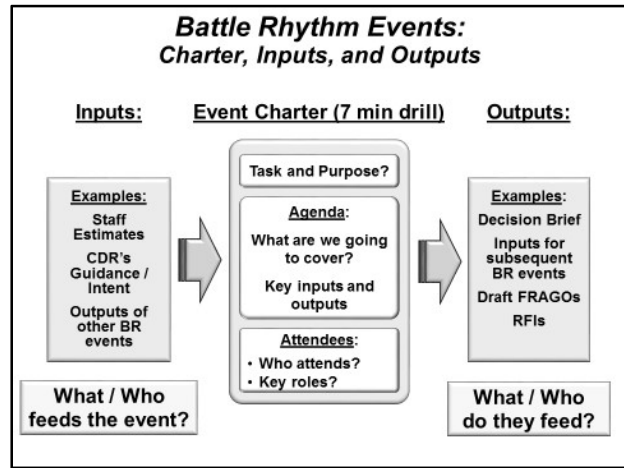 Battle Rhythm Events:
Charter, Inputs, and Outputs
Inputs:
Event Charter (7 min drill)
Outputs:
Examples:
Staff
Estimates
CDR's
Guidance /
Intent
Outputs of
other BR
events
What / Who
feeds the event?
Task and Purpose?
Agenda:
What are we going
to cover?
Key inputs and
outputs
Attendees:
• Who attends?
• Key roles?
Examples:
Decision Brief
Inputs for
subsequent
BR events
Draft FRAGOs
RFIs
What / Who
do they feed?